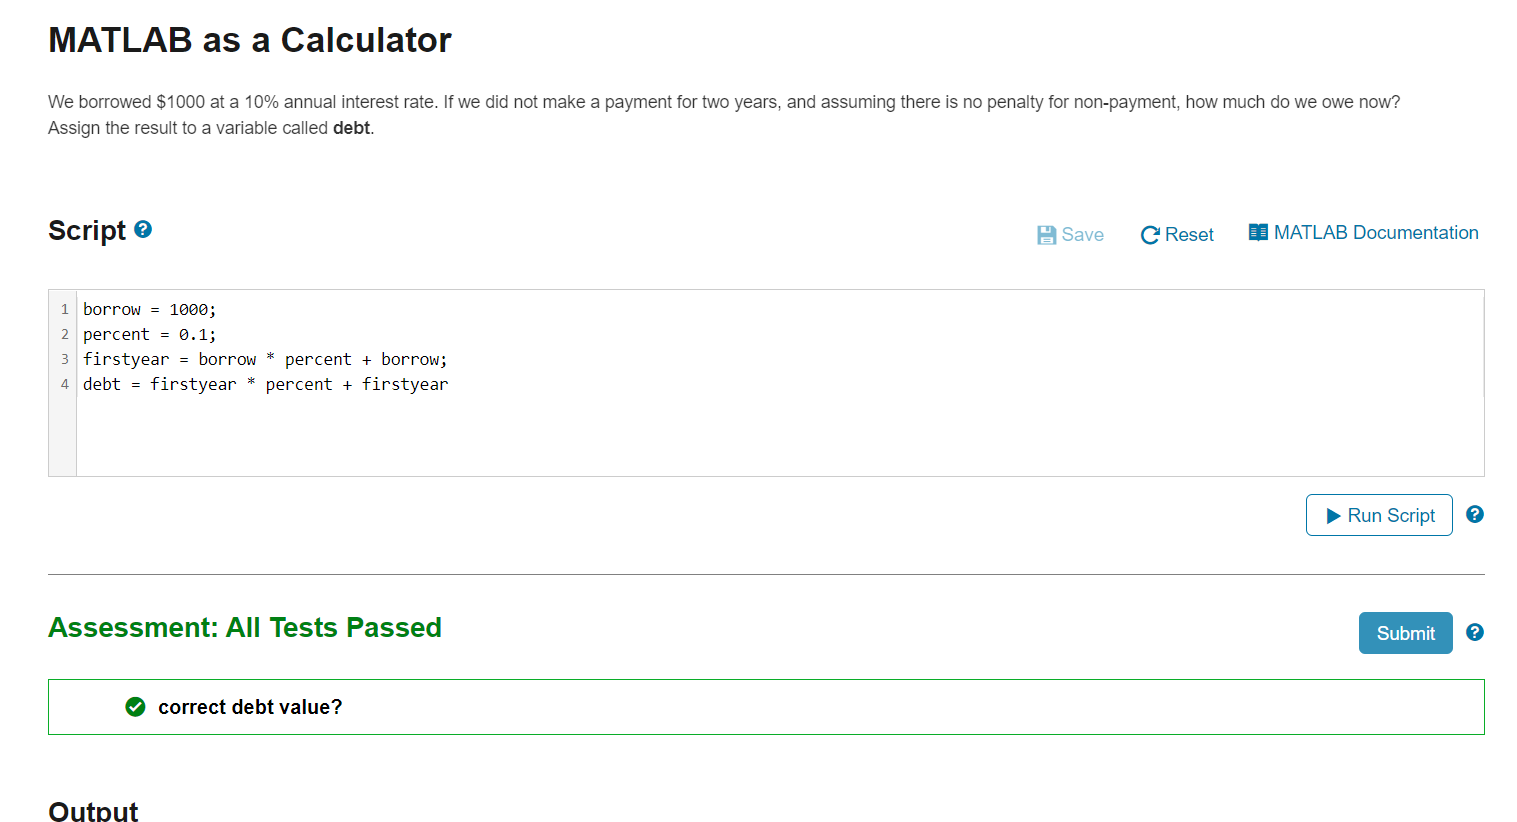 MATLAB as a Calculator
We borrowed $1000 at a 10% annual interest rate. If we did not make a payment for two years, and assuming there is no penalty for non-payment, how much do we owe now?
Assign the result to a variable called debt.
Script ?
Save Reset MATLAB Documentation
1 borrow = 1000;
2 percent = 0.1;
3 firstyear = borrow * percent + borrow;
4 debt = firstyear * percent + firstyear
Run Script ?
Assessment: All Tests Passed
Submit ?
correct debt value?
Output